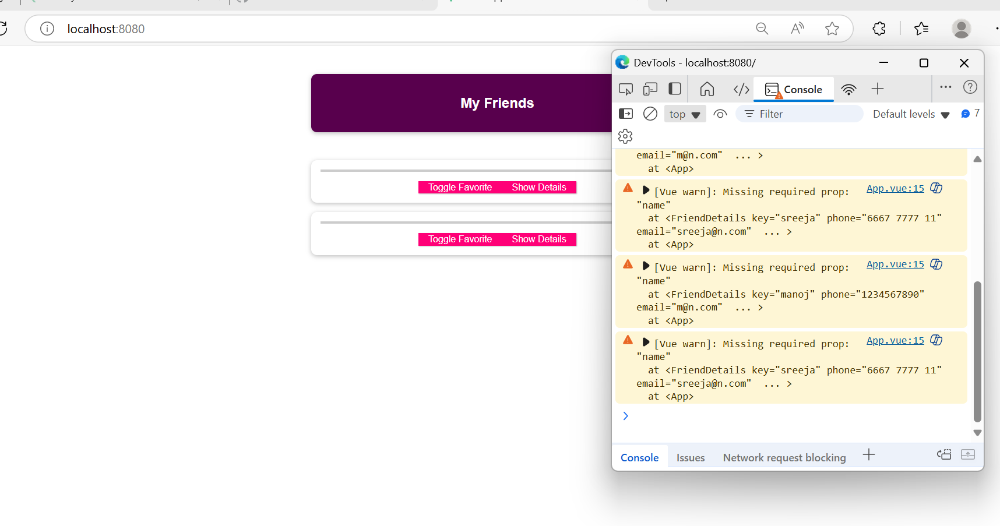 localhost:8080
My Friends
Toggle Favorite Show Details
Toggle Favorite Show Details
DevTools - localhost:8080/
Console
top Filter Default levels 7
email="m@n.com" ... >
at <App>
[Vue warn]: Missing required prop: App.vue:15
"name"
at <FriendDetails key="sreeja" phone="6667 7777 11"
email="sreeja@n.com" ... >
at <App>
[Vue warn]: Missing required prop: App.vue:15
"name"
at <FriendDetails key="manoj" phone="1234567890"
email="m@n.com" ... >
at <App>
[Vue warn]: Missing required prop: App.vue:15
"name"
at <FriendDetails key="sreeja" phone="6667 7777 11"
email="sreeja@n.com" ... >
at <App>
Console Issues Network request blocking